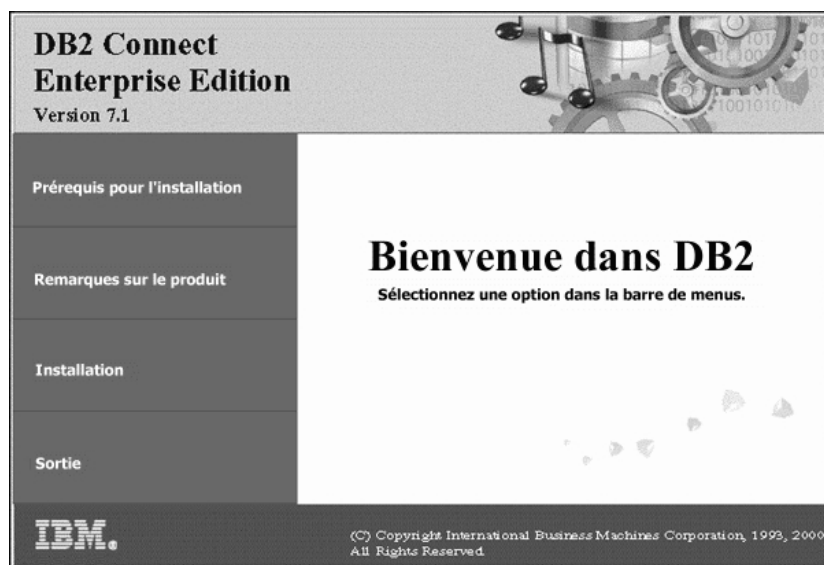 DB2 Connect
Enterprise Edition
Version 7.1
Prérequis pour l'installation
Remarques sur le produit
Installation
Sortie
Bienvenue dans DB2
Sélectionnez une option dans la barre de menus.
IBM.
(C) Copyright International Business Machines Corporation, 1993, 2000
All Rights Reserved